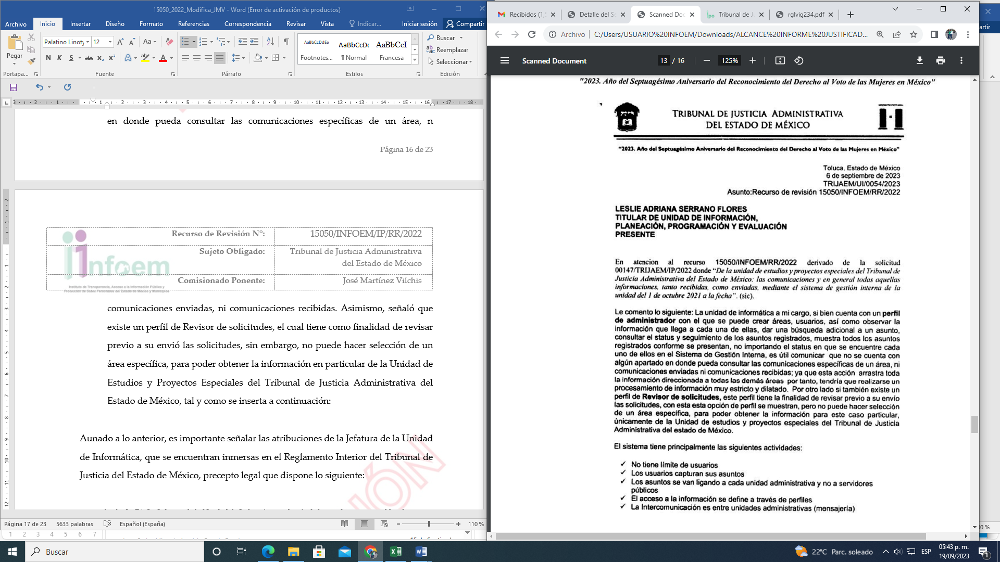 15050_2022_Modifica_JMV - Word (Error de activación de productos)
Archivo Inicio Insertar Diseño Formato Referencias Correspondencia Revisar Vista Indicar... Iniciar sesión Compartir
Palatino Linoty 12 Aa
Pegar
N K S abc x₂ x² A A
AaBbCcDdEe AaBbCcDc AaBbCcI
Footnotes... ¶ Normal Francesa
Buscar
Reemplazar
Seleccionar
Portapa... Fuente Párrafo Estilos Edición
3 2 1 1 2 3 4 5 6 7 8 9 10 11 12 13 14 15 16 17 18
en donde pueda consultar las comunicaciones específicas de un área, n
Página 16 de 23
infoem
Instituto de Transparencia, Acceso a la Información Pública y
Protección de Datos Personales del Estado de México y Municipios
Recurso de Revisión N°: 15050/INFOEM/IP/RR/2022
Sujeto Obligado: Tribunal de Justicia Administrativa
del Estado de México
Comisionado Ponente: José Martínez Vilchis
comunicaciones enviadas, ni comunicaciones recibidas. Asimismo, señaló que
existe un perfil de Revisor de solicitudes, el cual tiene como finalidad de revisar
previo a su envió las solicitudes, sin embargo, no puede hacer selección de un
área específica, para poder obtener la información en particular de la Unidad de
Estudios y Proyectos Especiales del Tribunal de Justicia Administrativa del
Estado de México, tal y como se inserta a continuación:
Aunado a lo anterior, es importante señalar las atribuciones de la Jefatura de la Unidad
de Informática, que se encuentran inmersas en el Reglamento Interior del Tribunal de
Justicia del Estado de México, precepto legal que dispone lo siguiente:
IÓN
Página 17 de 23 5633 palabras Español (España) 110 %
1 2 3 4 5 6 7
Recibidos (1, Detalle del Se Scanned Doc Tribunal de Ju rglvig234.pdf
Archivo C:/Users/USUARIO%20INFOEM/Downloads/ALCANCE%20INFORME%20JUSTIFICAD...
Scanned Document 13 / 16 125%
"2023. Año del Septuagésimo Aniversario del Reconocimiento del Derecho al Voto de las Mujeres en México"
TRIBUNAL DE JUSTICIA ADMINISTRATIVA
DEL ESTADO DE MÉXICO
"2023. Año del Septuagésimo Aniversario del Reconocimiento del Derecho al Voto de las Mujeres en México"
Toluca, Estado de México
6 de septiembre de 2023
TRIJAEM/UI/0054/2023
Asunto:Recurso de revisión 15050/INFOEM/RR/2022
LESLIE ADRIANA SERRANO FLORES
TITULAR DE UNIDAD DE INFORMACIÓN,
PLANEACIÓN, PROGRAMACIÓN Y EVALUACIÓN
PRESENTE
En atencion al recurso 15050/INFOEM/RR/2022 derivado de la solicitud
00147/TRIJAEM/IP/2022 donde "De la unidad de estudios y proyectos especiales del Tribunal de
Justicia Administrativa del Estado de México: las comunicaciones y en general todas aquellas
informaciones, tanto recibidas, como enviadas, mediante el sistema de gestión interna de la
unidad del 1 de octubre 2021 a la fecha". (sic).
Le comento lo siguiente: La unidad de informática a mi cargo, si bien cuenta con un perfil
de administrador con el que se puede crear áreas, usuarios, así como observar la
información que llega a cada una de ellas, dar una búsqueda adicional a un asunto,
consultar el status y seguimiento de los asuntos registrados, muestra todos los asuntos
registrados conforme se presentan, no importando el status en que se encuentre cada
uno de ellos en el Sistema de Gestión Interna, es útil comunicar que no se cuenta con
algún apartado en donde pueda consultar las comunicaciones específicas de un área, ni
comunicaciones enviadas ni comunicaciones recibidas; ya que esta acción arrastra toda
la información direccionada a todas las demás áreas por tanto, tendría que realizarse un
procesamiento de información muy estricto y dilatado. Por otro lado si también existe un
perfil de Revisor de solicitudes, este perfil tiene la finalidad de revisar previo a su envío
las solicitudes, con esta esta opción de perfil se muestran, pero no puede hacer selección
de un área específica, para poder obtener la información para este caso particular,
únicamente de la Unidad de estudios y proyectos especiales del Tribunal de Justicia
Administrativa del estado de México.
El sistema tiene principalmente las siguientes actividades:
✓ No tiene límite de usuarios
✓ Los usuarios capturan sus asuntos
✓ Los asuntos se van ligando a cada unidad administrativa y no a servidores
públicos
✓ El acceso a la información se define a través de perfiles
✓ La Intercomunicación es entre unidades administrativas (mensajería)
Buscar
22°C Parc. soleado ESP 05:43 p. m.
19/09/2023